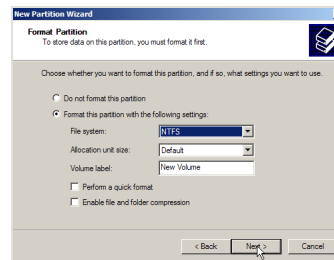 New Partition Wizard
Format Partition
To store data on this partition, you must format it first.
Choose whether you want to format this partition, and if so, what settings you want to use.
Do not format this partition
Format this partition with the following settings:
File system: NTFS
Allocation unit size: Default
Volume label: New Volume
Perform a quick format
Enable file and folder compression
< Back Next > Cancel